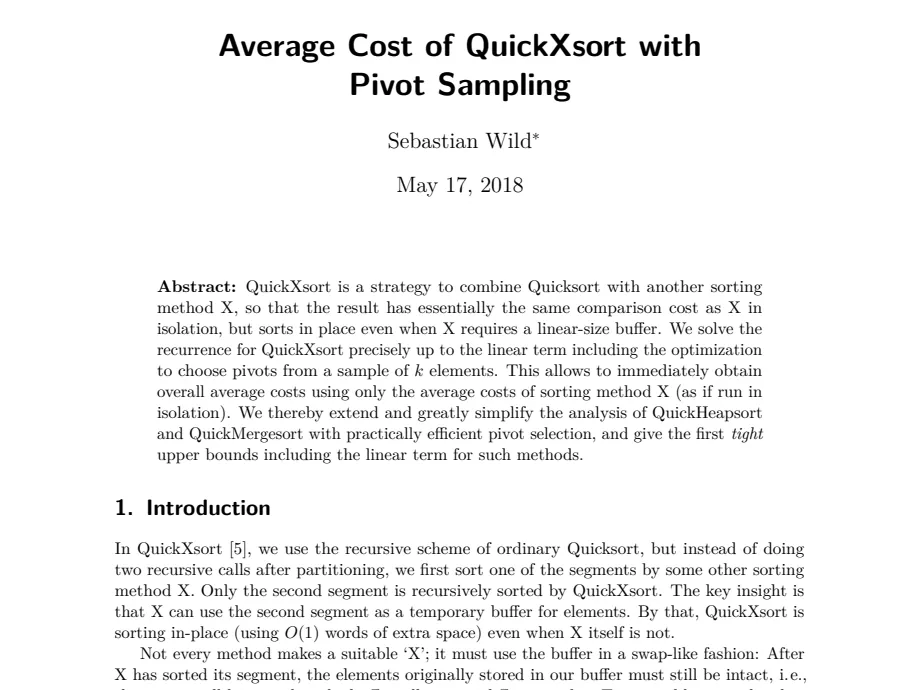 Average Cost of QuickXsort with
Pivot Sampling
Sebastian Wild*
May 17, 2018
Abstract: QuickXsort is a strategy to combine Quicksort with another sorting
method X, so that the result has essentially the same comparison cost as X in
isolation, but sorts in place even when X requires a linear-size buffer. We solve the
recurrence for QuickXsort precisely up to the linear term including the optimization
to choose pivots from a sample of k elements. This allows to immediately obtain
overall average costs using only the average costs of sorting method X (as if run in
isolation). We thereby extend and greatly simplify the analysis of QuickHeapsort
and QuickMergesort with practically efficient pivot selection, and give the first tight
upper bounds including the linear term for such methods.
1. Introduction
In QuickXsort [5], we use the recursive scheme of ordinary Quicksort, but instead of doing
two recursive calls after partitioning, we first sort one of the segments by some other sorting
method X. Only the second segment is recursively sorted by QuickXsort. The key insight is
that X can use the second segment as a temporary buffer for elements. By that, QuickXsort is
sorting in-place (using O(1) words of extra space) even when X itself is not.
Not every method makes a suitable ‘X’; it must use the buffer in a swap-like fashion: After
X has sorted its segment, the elements originally stored in our buffer must still be intact, i.e.,